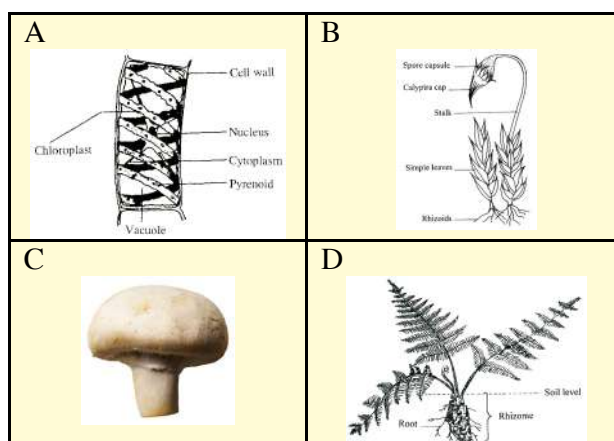 A
Cell wall
Nucleus
Chloroplast
Cytoplasm
Pyrenoid
Vacuole
B
Spore capsule
Calyptra cap
Stalk
Simple leaves
Rhizoids
C
D
Soil level
Root
Rhizome